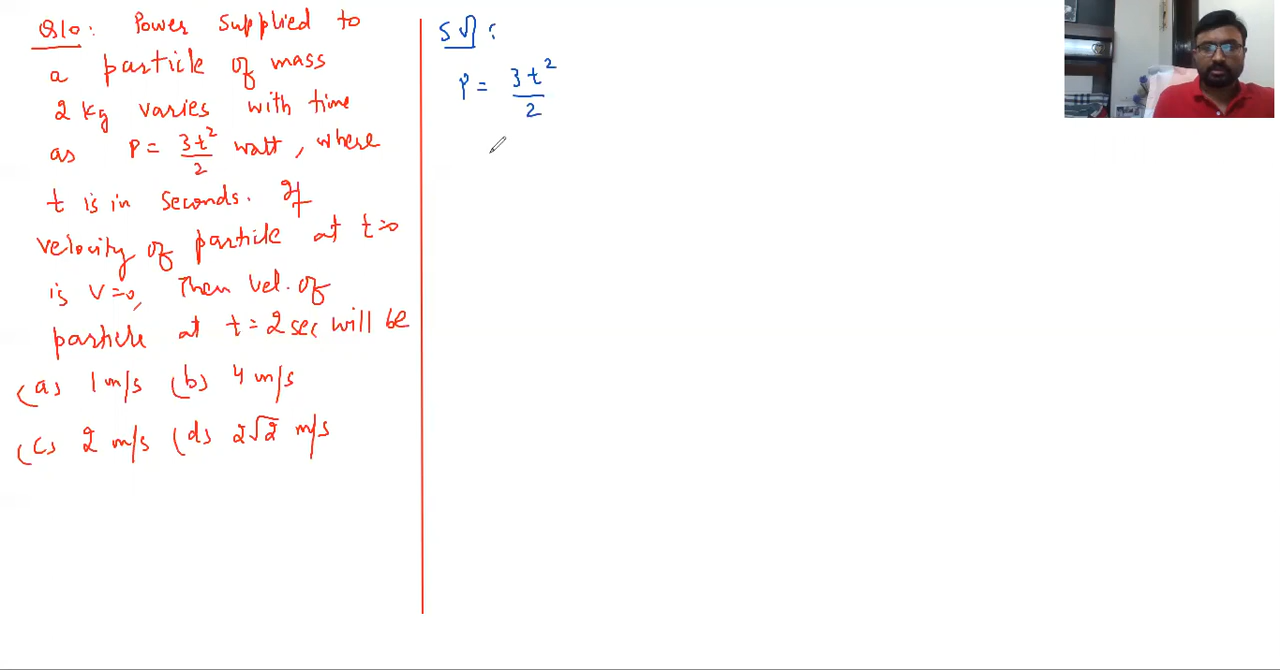 Q10: Power supplied to
a particle of mass
2 kg varies with time
as P = 3t²/2 watt, where
t is in seconds. If
velocity of particle at t=0
is v=0, Then vel. of
particle at t = 2 sec will be
(a) 1 m/s (b) 4 m/s
(c) 2 m/s (d) 2√2 m/s
Sol:
P = 3t²/2